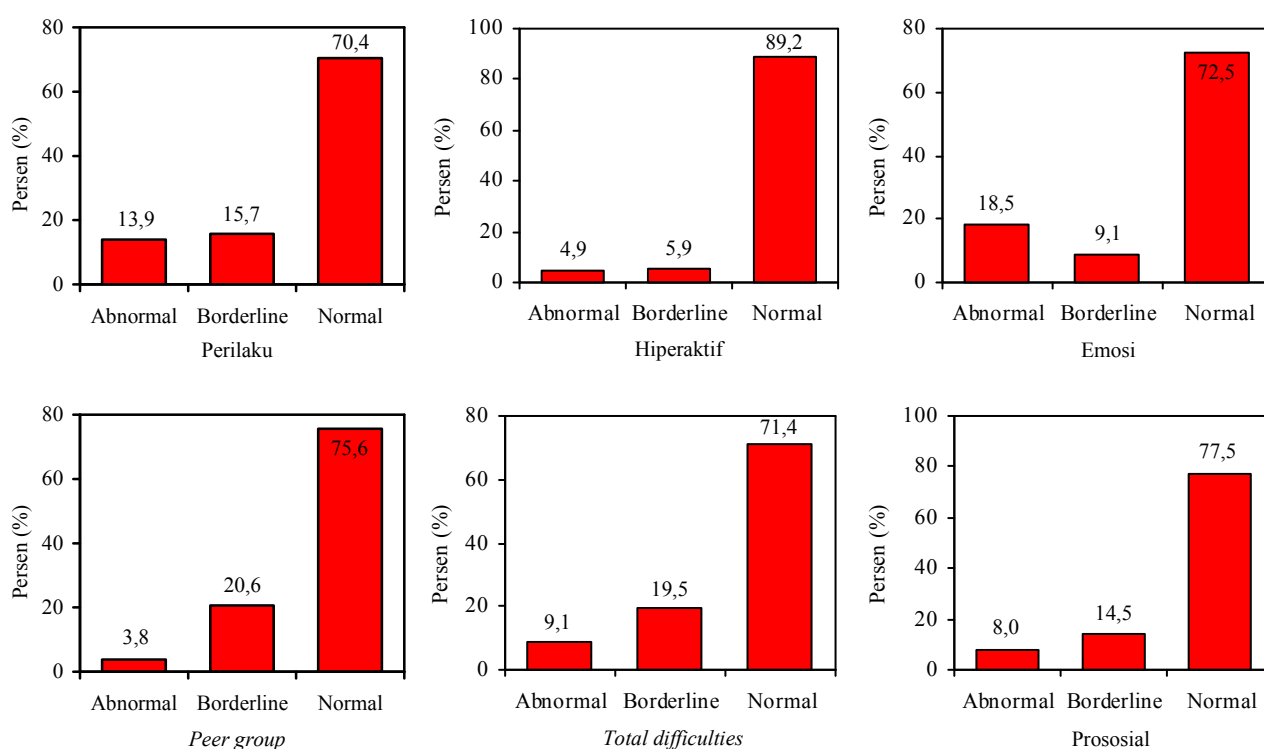 80
70,4
60
40
20
13,9
15,7
0
Persen (%)
Abnormal Borderline Normal
Perilaku
100
89,2
80
60
40
20
4,9
5,9
0
Persen (%)
Abnormal Borderline Normal
Hiperaktif
80
72,5
60
40
20
18,5
9,1
0
Persen (%)
Abnormal Borderline Normal
Emosi
80
75,6
60
40
20
3,8
20,6
0
Persen (%)
Abnormal Borderline Normal
Peer group
80
71,4
60
40
20
9,1
19,5
0
Persen (%)
Abnormal Borderline Normal
Total difficulties
100
80
77,5
60
40
20
8,0
14,5
0
Persen (%)
Abnormal Borderline Normal
Prososial